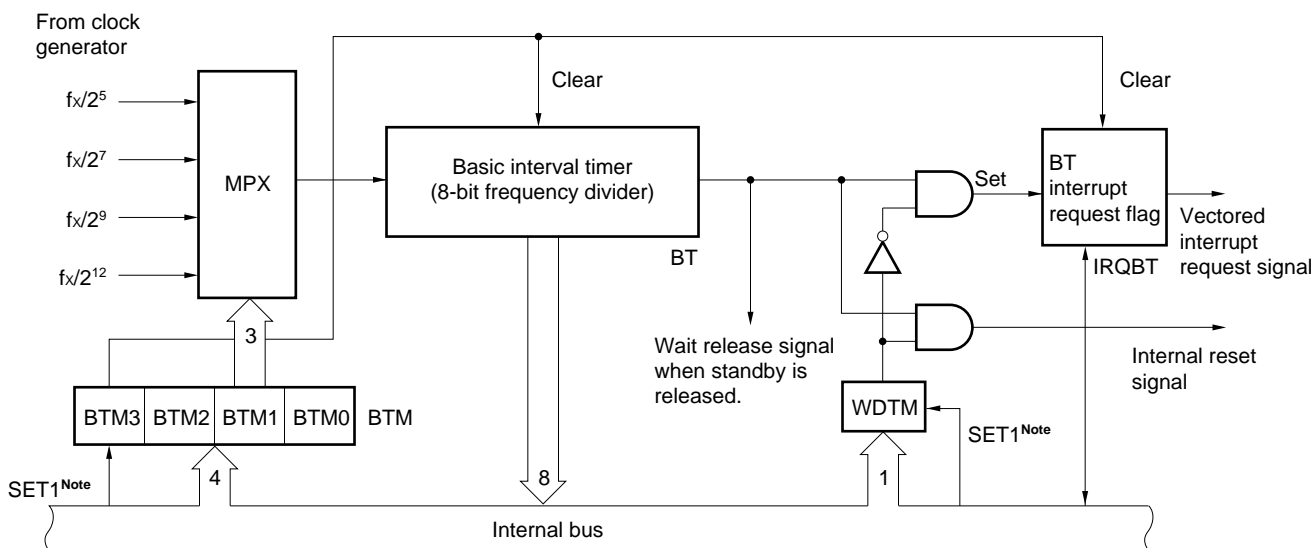 From clock
generator
fX/2⁵
fX/2⁷
fX/2⁹
fX/2¹²
MPX
3
BTM3 BTM2 BTM1 BTM0 BTM
SET1Note
4
Clear
Basic interval timer
(8-bit frequency divider)
BT
8
Wait release signal
when standby is
released.
Set
WDTM
SET1Note
1
Clear
BT
interrupt
request flag
IRQBT
Vectored
interrupt
request signal
Internal reset
signal
Internal bus